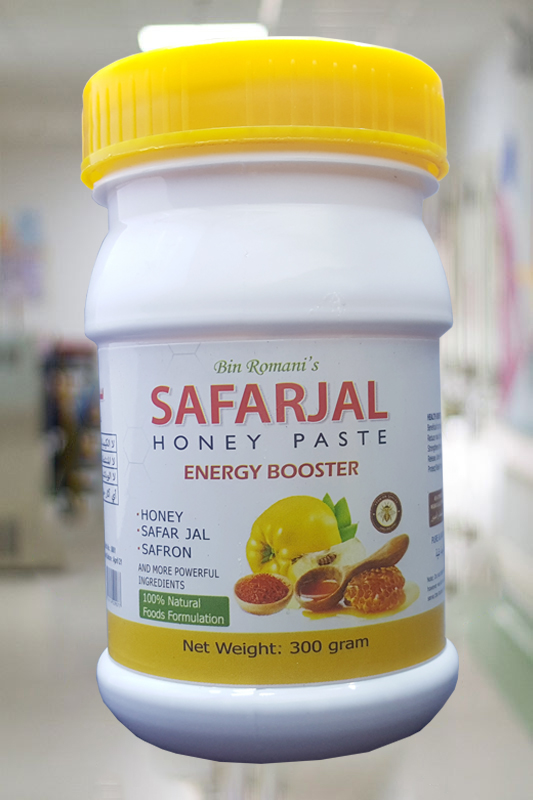 Bin Romani's
SAFARJAL
HONEY PASTE
ENERGY BOOSTER
·HONEY
·SAFAR JAL
·SAFRON
AND MORE POWERFUL
INGREDIENTS
100% Natural
Foods Formulation
Net Weight: 300 gram